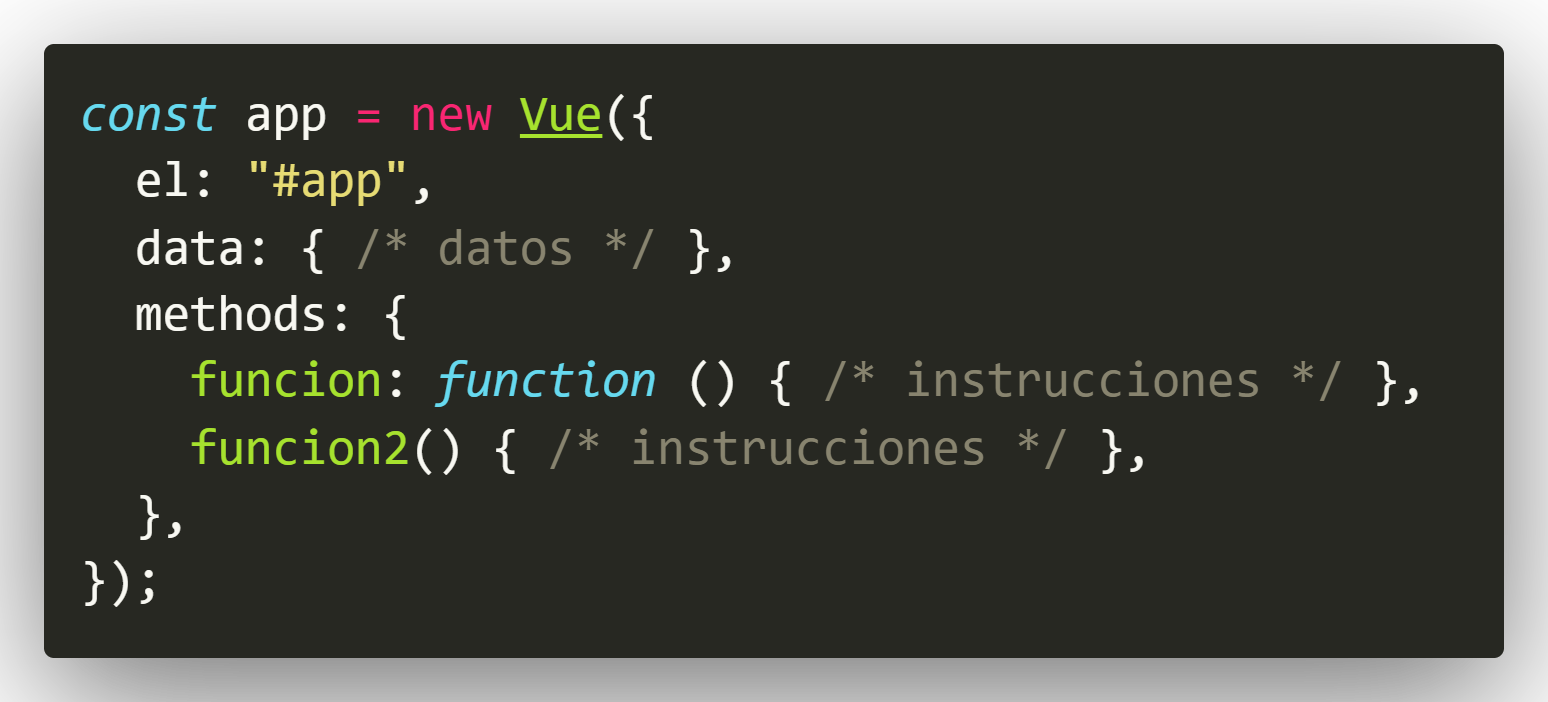 const app = new Vue({
  el: "#app",
  data: { /* datos */ },
  methods: {
    funcion: function () { /* instrucciones */ },
    funcion2() { /* instrucciones */ },
  },
});